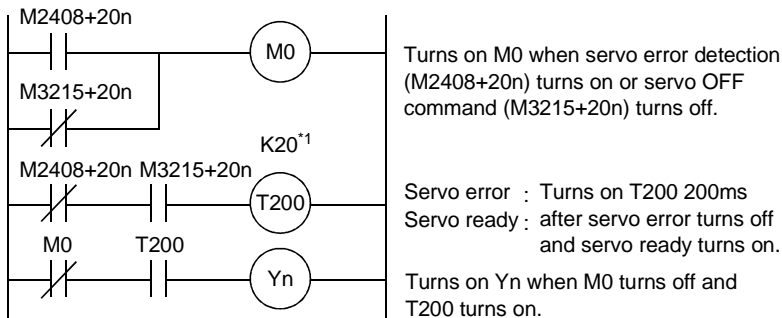 M2408+20n
M0
Turns on M0 when servo error detection
(M2408+20n) turns on or servo OFF
command (M3215+20n) turns off.
M3215+20n
K20*1
M2408+20n M3215+20n
T200
Servo error : Turns on T200 200ms
Servo ready : after servo error turns off
and servo ready turns on.
M0 T200
Yn
Turns on Yn when M0 turns off and
T200 turns on.